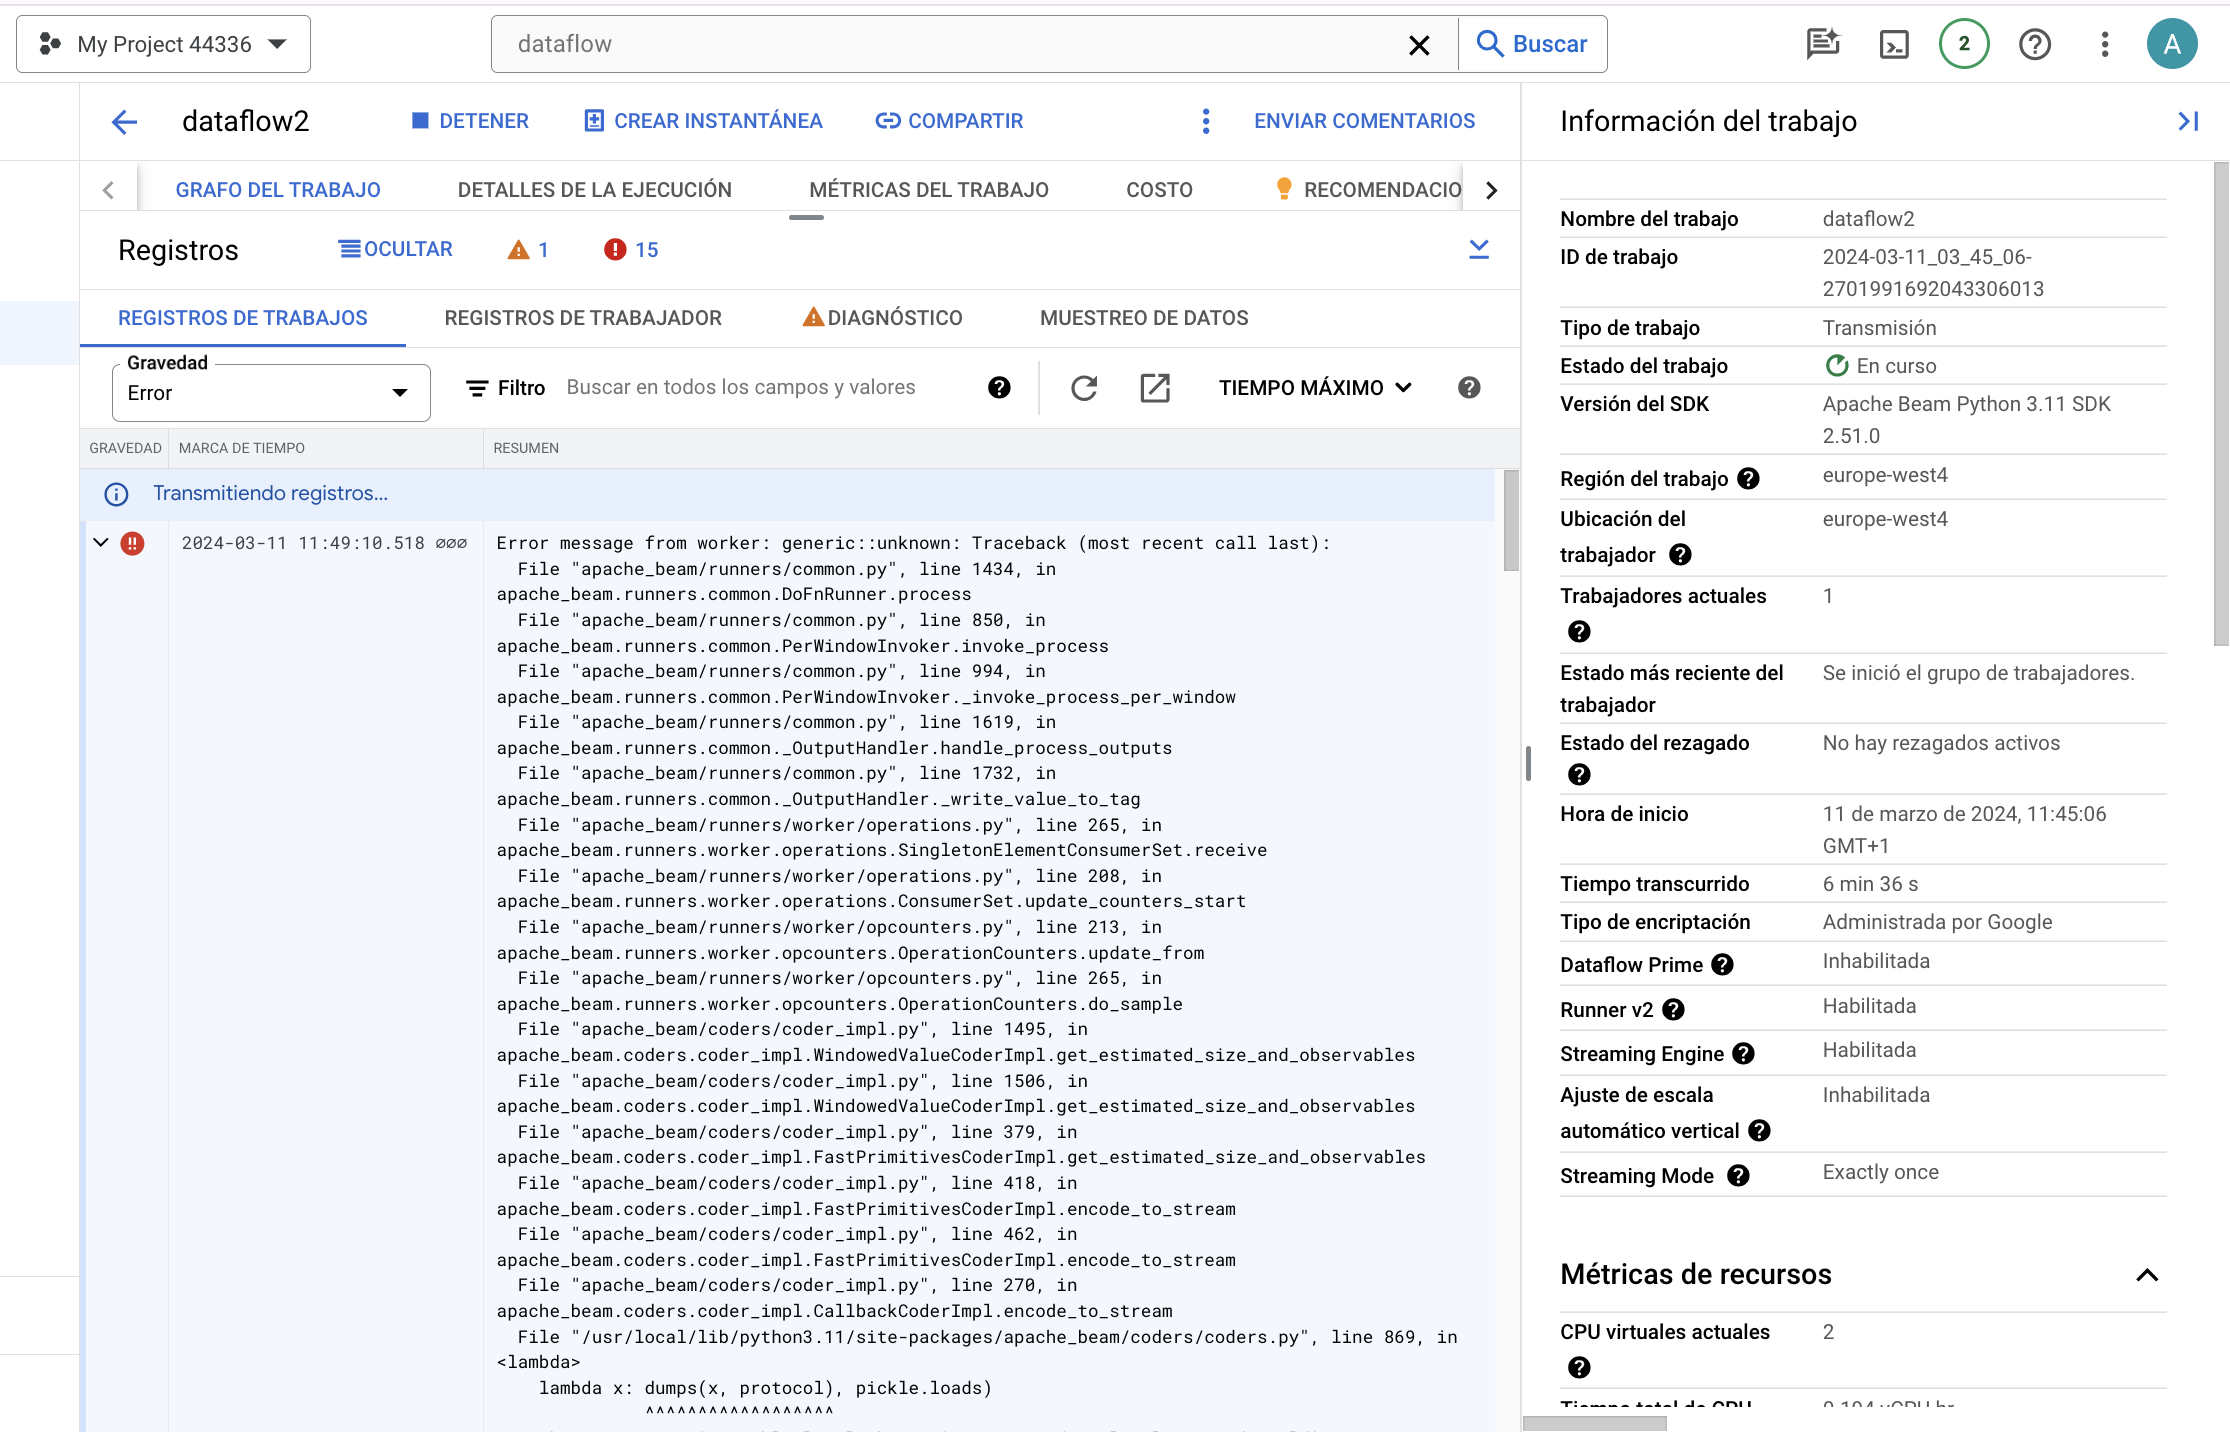 My Project 44336
dataflow
Buscar
2
A
dataflow2
DETENER
CREAR INSTANTÁNEA
COMPARTIR
ENVIAR COMENTARIOS
GRAFO DEL TRABAJO
DETALLES DE LA EJECUCIÓN
MÉTRICAS DEL TRABAJO
COSTO
RECOMENDACIO
Registros
OCULTAR
1
15
REGISTROS DE TRABAJOS
REGISTROS DE TRABAJADOR
DIAGNÓSTICO
MUESTREO DE DATOS
Gravedad
Error
Filtro
Buscar en todos los campos y valores
TIEMPO MÁXIMO
GRAVEDAD
MARCA DE TIEMPO
RESUMEN
Transmitiendo registros...
2024-03-11 11:49:10.518 ∅∅∅
Error message from worker: generic::unknown: Traceback (most recent call last):
File "apache_beam/runners/common.py", line 1434, in
apache_beam.runners.common.DoFnRunner.process
File "apache_beam/runners/common.py", line 850, in
apache_beam.runners.common.PerWindowInvoker.invoke_process
File "apache_beam/runners/common.py", line 994, in
apache_beam.runners.common.PerWindowInvoker._invoke_process_per_window
File "apache_beam/runners/common.py", line 1619, in
apache_beam.runners.common._OutputHandler.handle_process_outputs
File "apache_beam/runners/common.py", line 1732, in
apache_beam.runners.common._OutputHandler._write_value_to_tag
File "apache_beam/runners/worker/operations.py", line 265, in
apache_beam.runners.worker.operations.SingletonElementConsumerSet.receive
File "apache_beam/runners/worker/operations.py", line 208, in
apache_beam.runners.worker.operations.ConsumerSet.update_counters_start
File "apache_beam/runners/worker/opcounters.py", line 213, in
apache_beam.runners.worker.opcounters.OperationCounters.update_from
File "apache_beam/runners/worker/opcounters.py", line 265, in
apache_beam.runners.worker.opcounters.OperationCounters.do_sample
File "apache_beam/coders/coder_impl.py", line 1495, in
apache_beam.coders.coder_impl.WindowedValueCoderImpl.get_estimated_size_and_observables
File "apache_beam/coders/coder_impl.py", line 1506, in
apache_beam.coders.coder_impl.WindowedValueCoderImpl.get_estimated_size_and_observables
File "apache_beam/coders/coder_impl.py", line 379, in
apache_beam.coders.coder_impl.FastPrimitivesCoderImpl.get_estimated_size_and_observables
File "apache_beam/coders/coder_impl.py", line 418, in
apache_beam.coders.coder_impl.FastPrimitivesCoderImpl.encode_to_stream
File "apache_beam/coders/coder_impl.py", line 462, in
apache_beam.coders.coder_impl.FastPrimitivesCoderImpl.encode_to_stream
File "apache_beam/coders/coder_impl.py", line 270, in
apache_beam.coders.coder_impl.CallbackCoderImpl.encode_to_stream
File "/usr/local/lib/python3.11/site-packages/apache_beam/coders/coders.py", line 869, in
<lambda>
lambda x: dumps(x, protocol), pickle.loads)
^^^^^^^^^^^^^^^^^^
Información del trabajo
Nombre del trabajo
dataflow2
ID de trabajo
2024-03-11_03_45_06-
2701991692043306013
Tipo de trabajo
Transmisión
Estado del trabajo
En curso
Versión del SDK
Apache Beam Python 3.11 SDK
2.51.0
Región del trabajo
europe-west4
Ubicación del
trabajador
europe-west4
Trabajadores actuales
1
Estado más reciente del
trabajador
Se inició el grupo de trabajadores.
Estado del rezagado
No hay rezagados activos
Hora de inicio
11 de marzo de 2024, 11:45:06
GMT+1
Tiempo transcurrido
6 min 36 s
Tipo de encriptación
Administrada por Google
Dataflow Prime
Inhabilitada
Runner v2
Habilitada
Streaming Engine
Habilitada
Ajuste de escala
automático vertical
Inhabilitada
Streaming Mode
Exactly once
Métricas de recursos
CPU virtuales actuales
2
Tiempo total de CPU